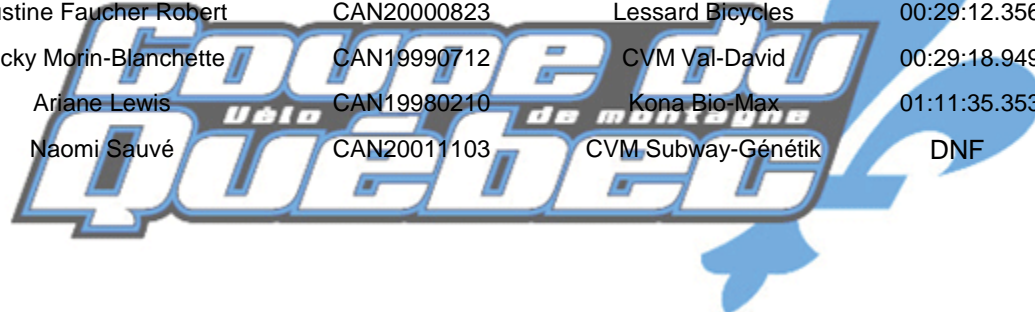 ustine Faucher Robert CAN20000823 Lessard Bicycles 00:29:12.356
cky Morin-Blanchette CAN19990712 CVM Val-David 00:29:18.949
Ariane Lewis CAN19980210 Kona Bio-Max 01:11:35.353
Naomi Sauvé CAN20011103 CVM Subway-Génétik DNF
Coupe du
Vélo de montagne
Québec